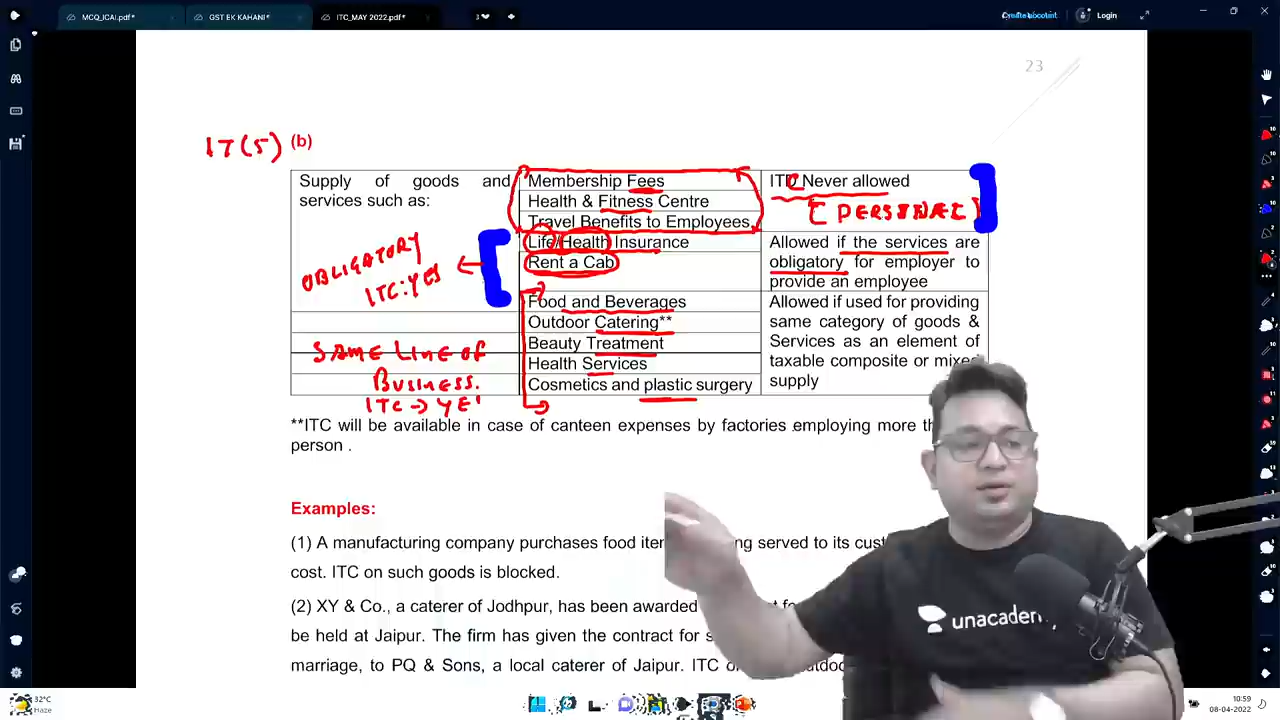 MCQ_ICAI.pdf*
GST EK KAHANI*
ITC_MAY 2022.pdf*
3
Login
23
17(5) (b)
Supply of goods and services such as:
Membership Fees
Health & Fitness Centre
Travel Benefits to Employees
ITC Never allowed
[PERSONAL]
Life/Health Insurance
Rent a Cab
Allowed if the services are
obligatory for employer to
provide an employee
OBLIGATORY
ITC:YES
Food and Beverages
Outdoor Catering**
Beauty Treatment
Health Services
Cosmetics and plastic surgery
Allowed if used for providing
same category of goods &
Services as an element of
taxable composite or mixed
supply
SAME LINE OF
BUSINESS.
ITC → YES
**ITC will be available in case of canteen expenses by factories employing more
person .
Examples:
(1) A manufacturing company purchases food served to its
cost. ITC on such goods is blocked.
(2) XY & Co., a caterer of Jodhpur, has been awarded
be held at Jaipur. The firm has given the contract for
marriage, to PQ & Sons, a local caterer of Jaipur. ITC
unacademy
32°C
Haze
10:59
08-04-2022